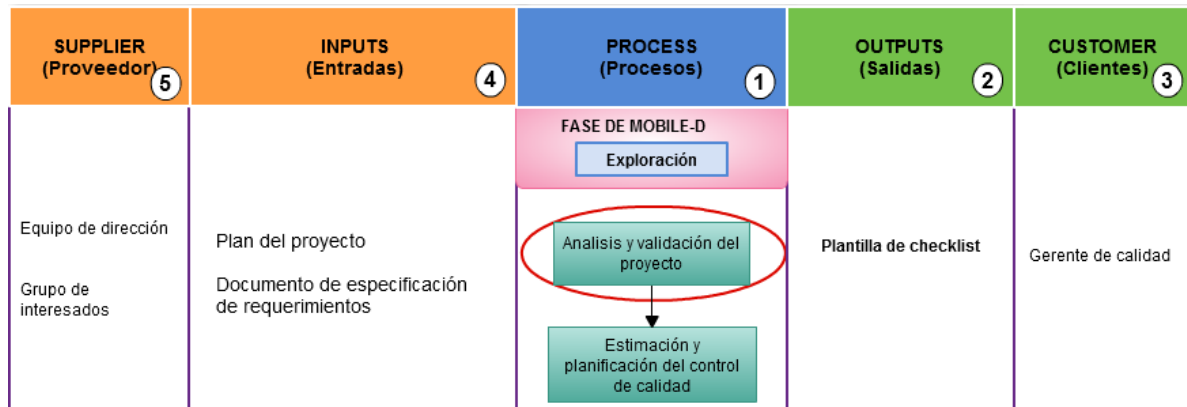 SUPPLIER
(Proveedor)
5
INPUTS
(Entradas)
4
PROCESS
(Procesos)
1
OUTPUTS
(Salidas)
2
CUSTOMER
(Clientes)
3
Equipo de dirección
Grupo de
interesados
Plan del proyecto
Documento de especificación
de requerimientos
FASE DE MOBILE-D
Exploración
Analisis y validación del
proyecto
Estimación y
planificación del control
de calidad
Plantilla de checklist
Gerente de calidad